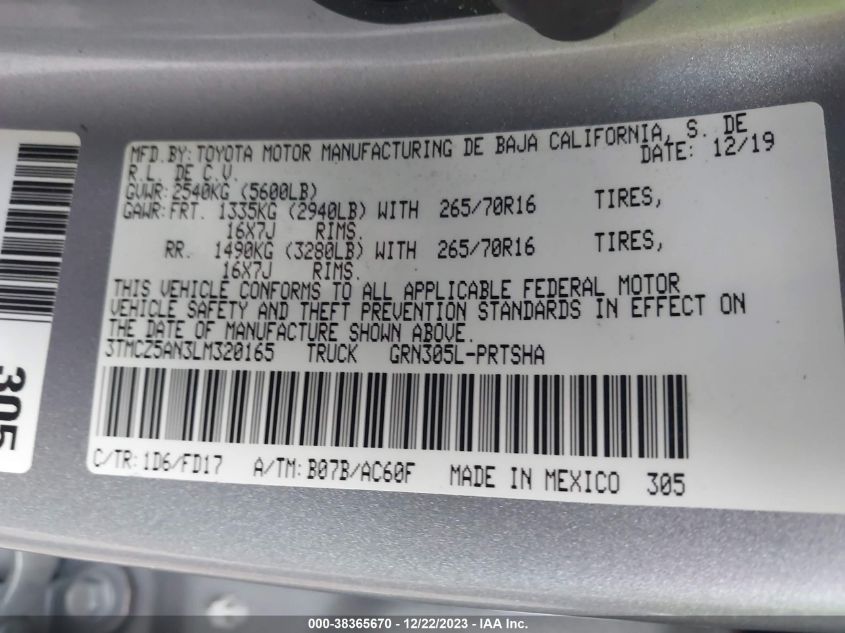 MFD.BY:TOYOTA MOTOR MANUFACTURING DE BAJA CALIFORNIA, S. DE
R.L. DE C.V. DATE: 12/19
GVWR:2540KG (5600LB)
GAWR:FRT. 1335KG (2940LB) WITH 265/70R16 TIRES,
16X7J RIMS.
RR. 1490KG (3280LB) WITH 265/70R16 TIRES,
16X7J RIMS.
THIS VEHICLE CONFORMS TO ALL APPLICABLE FEDERAL MOTOR
VEHICLE SAFETY AND THEFT PREVENTION STANDARDS IN EFFECT ON
THE DATE OF MANUFACTURE SHOWN ABOVE.
3TMCZ5AN3LM320165 TRUCK GRN305L-PRTSHA
C/TR:1D6/FD17 A/TM:B07B/AC60F MADE IN MEXICO 305
305
000-38365670 - 12/22/2023 - IAAI.com